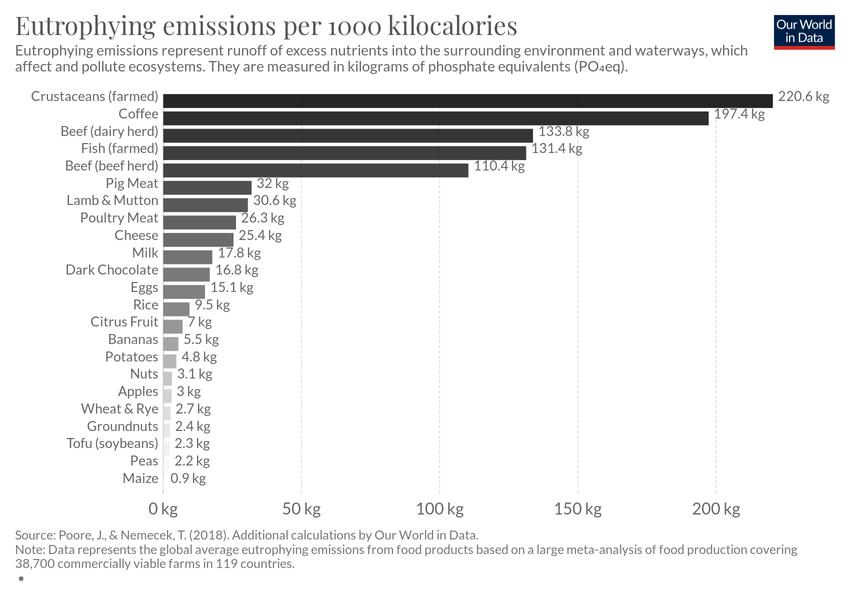 Eutrophying emissions per 1000 kilocalories
Our World
in Data
Eutrophying emissions represent runoff of excess nutrients into the surrounding environment and waterways, which
affect and pollute ecosystems. They are measured in kilograms of phosphate equivalents (PO₄eq).
Crustaceans (farmed) 220.6 kg
Coffee 197.4 kg
Beef (dairy herd) 133.8 kg
Fish (farmed) 131.4 kg
Beef (beef herd) 110.4 kg
Pig Meat 32 kg
Lamb & Mutton 30.6 kg
Poultry Meat 26.3 kg
Cheese 25.4 kg
Milk 17.8 kg
Dark Chocolate 16.8 kg
Eggs 15.1 kg
Rice 9.5 kg
Citrus Fruit 7 kg
Bananas 5.5 kg
Potatoes 4.8 kg
Nuts 3.1 kg
Apples 3 kg
Wheat & Rye 2.7 kg
Groundnuts 2.4 kg
Tofu (soybeans) 2.3 kg
Peas 2.2 kg
Maize 0.9 kg
0 kg 50 kg 100 kg 150 kg 200 kg
Source: Poore, J., & Nemecek, T. (2018). Additional calculations by Our World in Data.
Note: Data represents the global average eutrophying emissions from food products based on a large meta-analysis of food production covering
38,700 commercially viable farms in 119 countries.
•